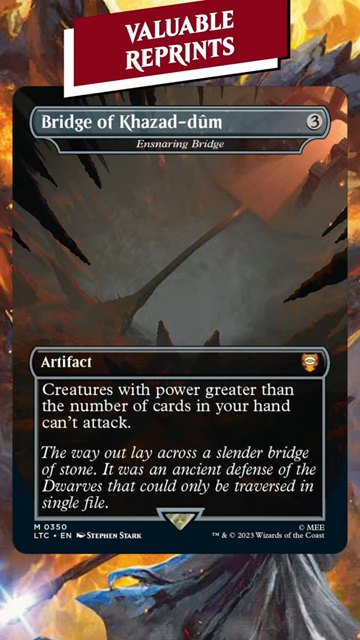 VALUABLE
REPRINTS
Bridge of Khazad-dûm 3
Ensnaring Bridge
Artifact
Creatures with power greater than
the number of cards in your hand
can't attack.
The way out lay across a slender bridge
of stone. It was an ancient defense of the
Dwarves that could only be traversed in
single file.
M 0350 © MEE
LTC • EN Stephen Stark ™ & © 2023 Wizards of the Coast